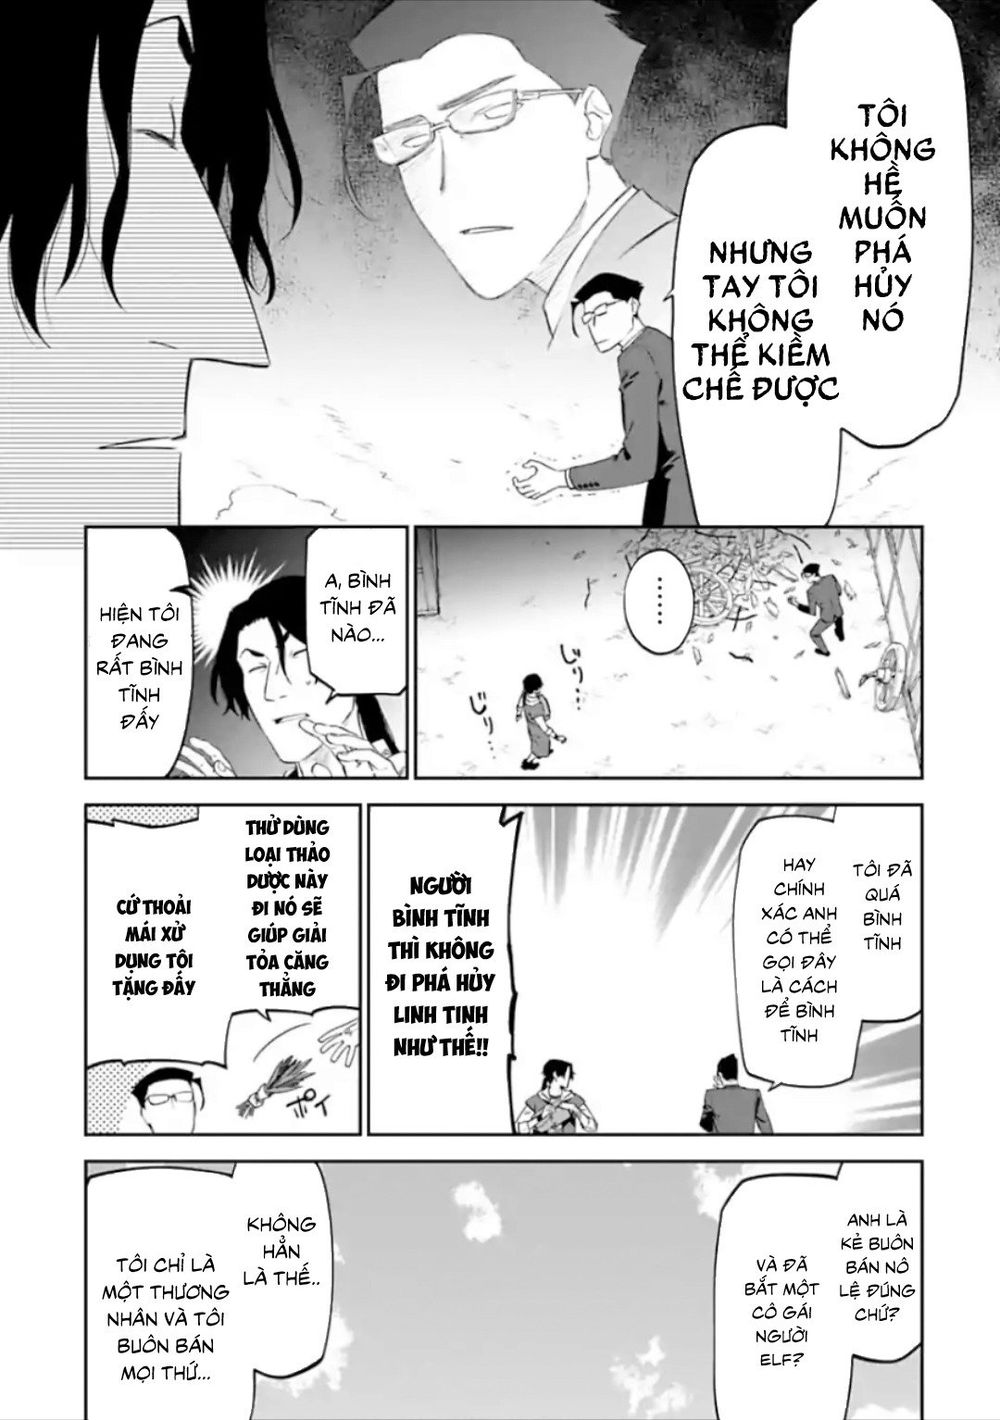 TÔI
KHÔNG
HỀ
MUỐN
PHÁ
HỦY
NÓ
NHƯNG
TAY TÔI
KHÔNG
THỂ KIỀM
CHẾ ĐƯỢC
......
じり...
じり...
A, BÌNH
TĨNH ĐÃ
NÀO...
HIỆN TÔI
ĐANG
RẤT BÌNH
TĨNH
ĐẤY
TÔI ĐÃ
QUÁ
BÌNH
TĨNH
HAY
CHÍNH
XÁC ANH
CÓ THỂ
GỌI ĐÂY
LÀ CÁCH
ĐỂ BÌNH
TĨNH
NGƯỜI
BÌNH TĨNH
THÌ KHÔNG
ĐI PHÁ HỦY
LINH TINH
NHƯ THẾ!!
THỬ DÙNG
LOẠI THẢO
DƯỢC NÀY
ĐI NÓ SẼ
GIÚP GIẢI
TỎA CĂNG
THẲNG
CỨ THOẢI
MÁI XỬ
DỤNG TÔI
TẶNG ĐẤY
ポイ
ANH LÀ
KẺ BUÔN
BÁN NÔ
LỆ ĐÚNG
CHỨ?
VÀ ĐÃ
BẮT MỘT
CÔ GÁI
NGƯỜI
ELF?
KHÔNG
HẲN
LÀ THẾ..
TÔI CHỈ LÀ
MỘT THƯƠNG
NHÂN VÀ TÔI
BUÔN BÁN
MỌI THỨ...